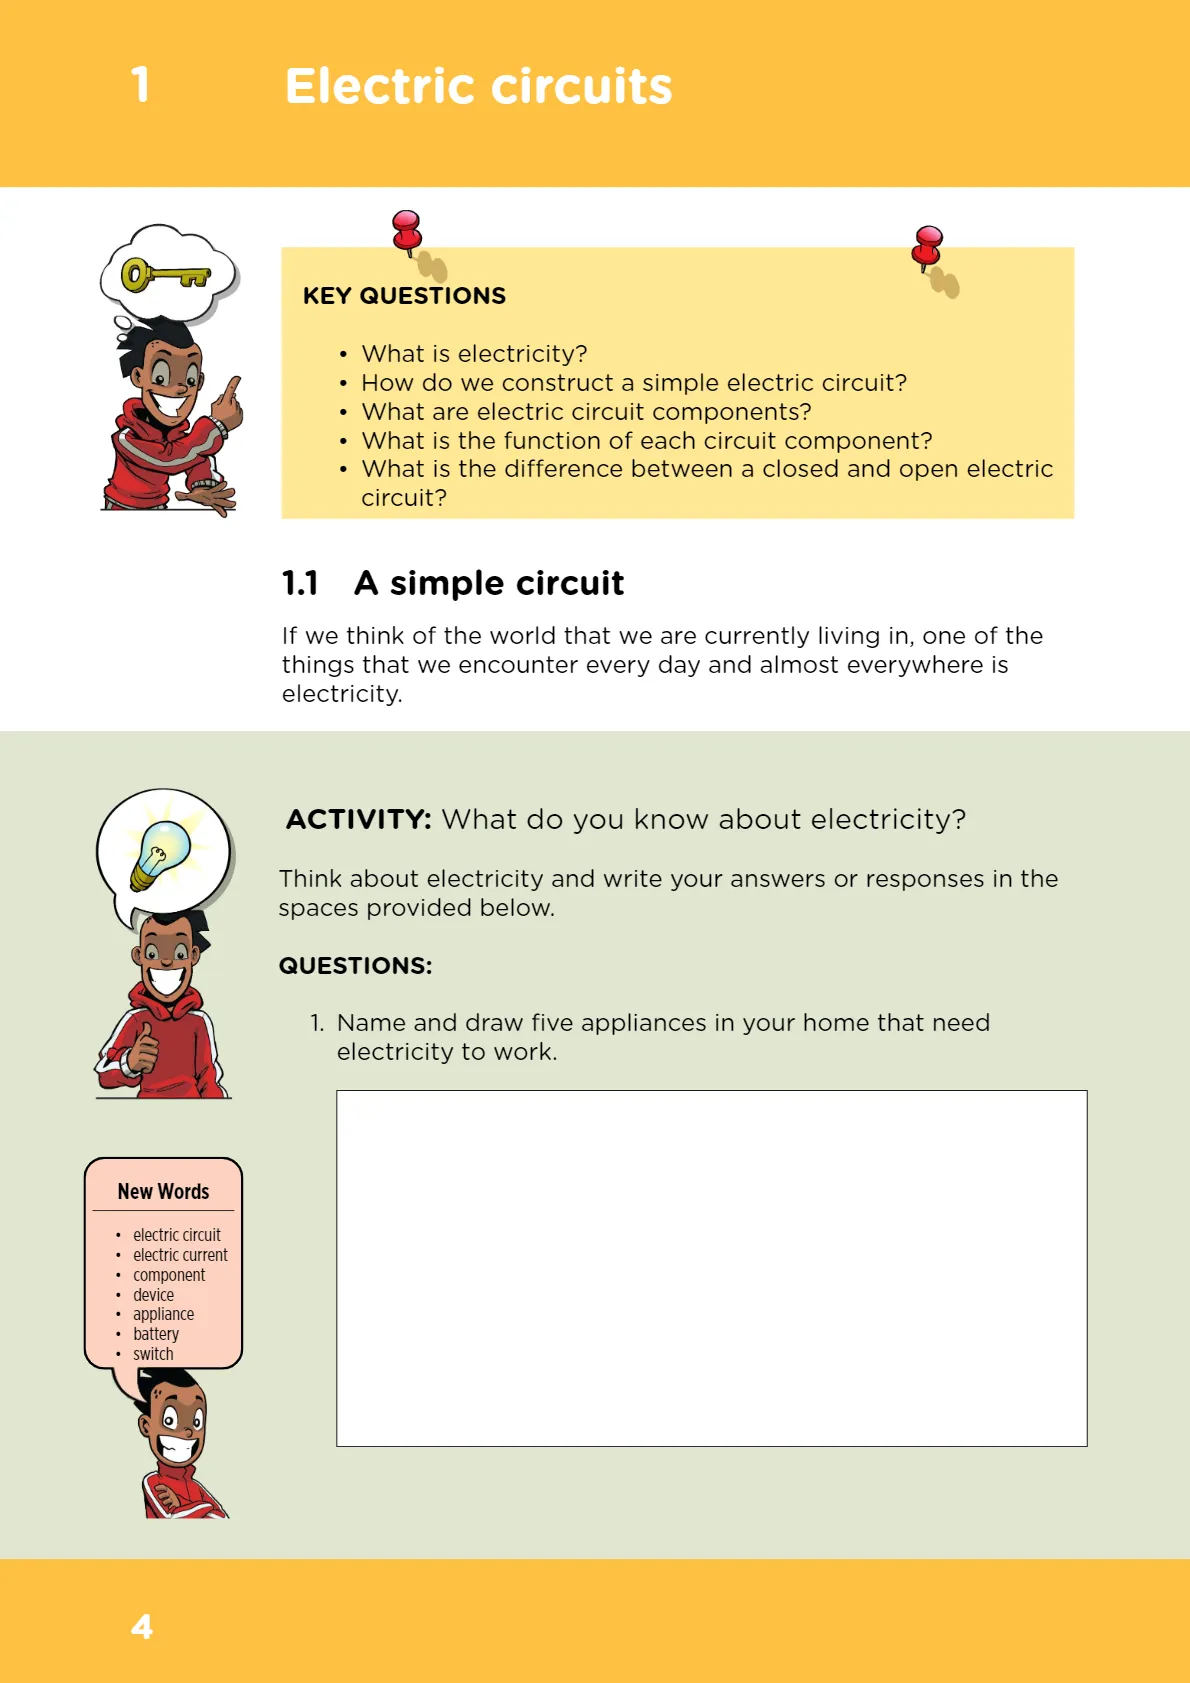 1 Electric circuits
KEY QUESTIONS
• What is electricity?
• How do we construct a simple electric circuit?
• What are electric circuit components?
• What is the function of each circuit component?
• What is the difference between a closed and open electric
circuit?
1.1 A simple circuit
If we think of the world that we are currently living in, one of the
things that we encounter every day and almost everywhere is
electricity.
ACTIVITY: What do you know about electricity?
Think about electricity and write your answers or responses in the
spaces provided below.
QUESTIONS:
1. Name and draw five appliances in your home that need
electricity to work.
New Words
• electric circuit
• electric current
• component
• device
• appliance
• battery
• switch
4